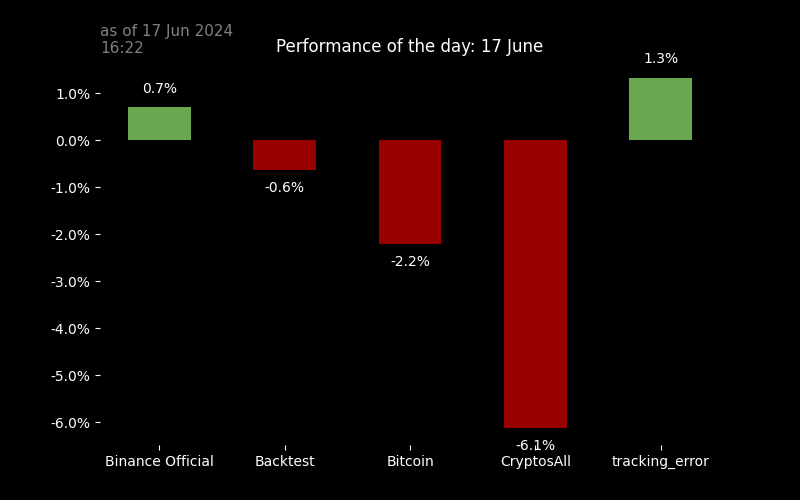 as of 17 Jun 2024
16:22
Performance of the day: 17 June
1.3%
0.7%
-0.6%
-2.2%
-6.1%
1.0%
0.0%
-1.0%
-2.0%
-3.0%
-4.0%
-5.0%
-6.0%
Binance Official
Backtest
Bitcoin
CryptosAll
tracking_error